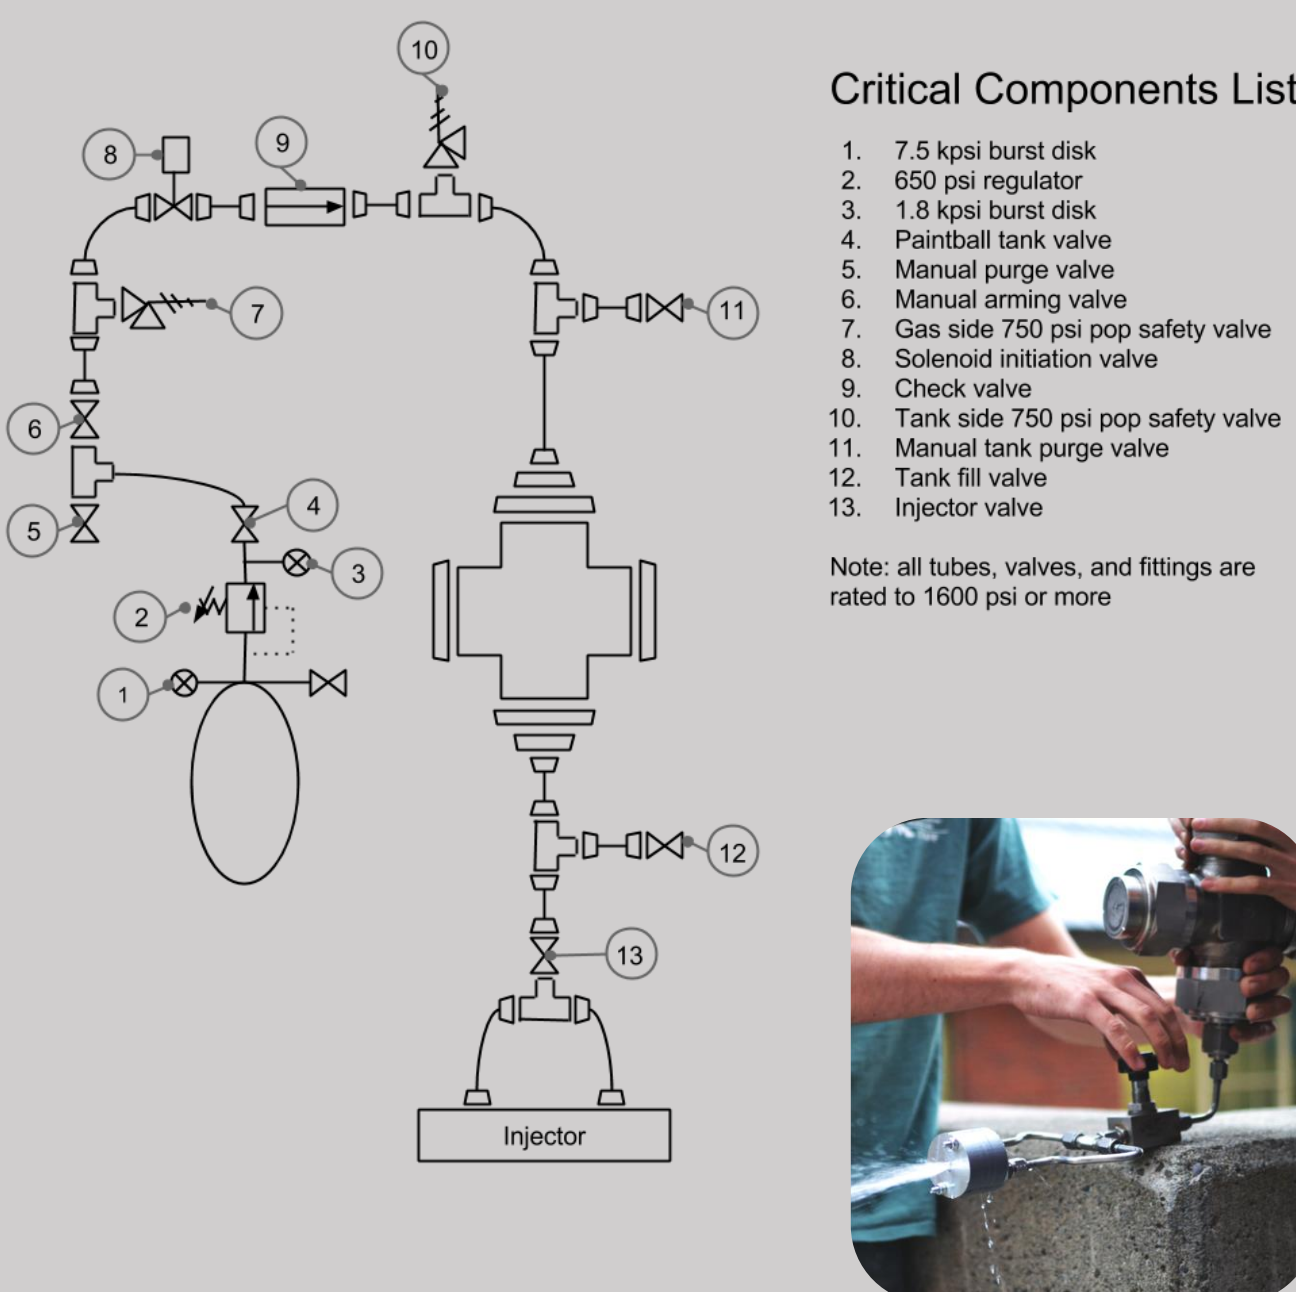 10
9
8
7
11
6
4
5
3
2
1
12
13
Injector
Critical Components List
1. 7.5 kpsi burst disk
2. 650 psi regulator
3. 1.8 kpsi burst disk
4. Paintball tank valve
5. Manual purge valve
6. Manual arming valve
7. Gas side 750 psi pop safety valve
8. Solenoid initiation valve
9. Check valve
10. Tank side 750 psi pop safety valve
11. Manual tank purge valve
12. Tank fill valve
13. Injector valve
Note: all tubes, valves, and fittings are
rated to 1600 psi or more